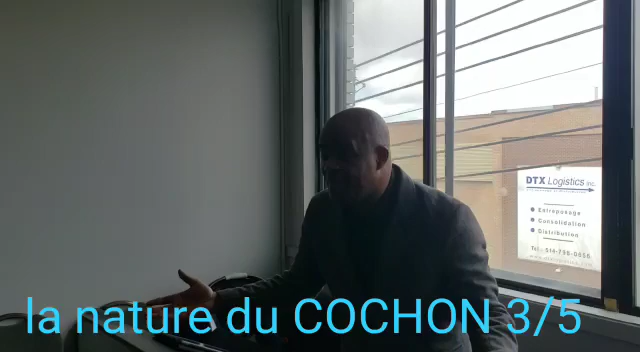 DTX Logistics Inc.
Entreposage
Consolidation
Distribution
la nature du COCHON 3/5